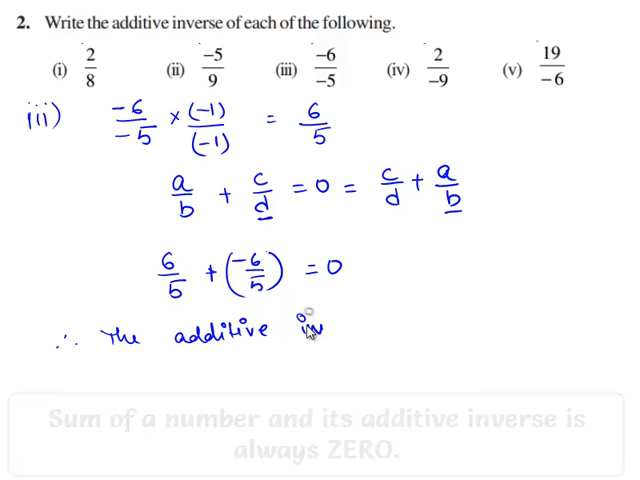 2. Write the additive inverse of each of the following.
(i) 2/8 (ii) -5/9 (iii) -6/-5 (iv) 2/-9 (v) 19/-6
iii) -6/-5 × (-1)/(-1) = 6/5
a/b + c/d = 0 = c/d + a/b
6/5 + (-6/5) = 0
∴ The additive in
Sum of a number and its additive inverse is
always ZERO.